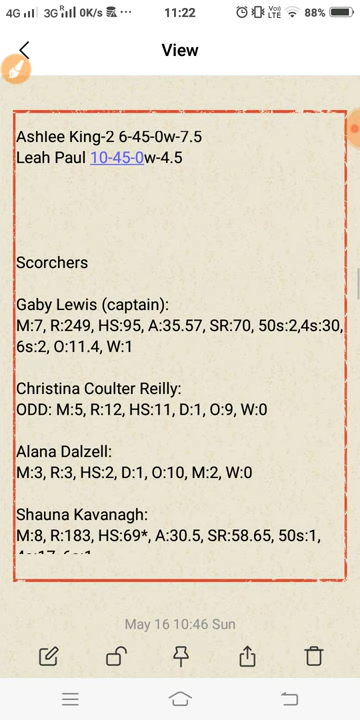 4G 3G R 0K/s ... 11:22 Vo) LTE 88%
View
Ashlee King-2 6-45-0w-7.5
Leah Paul 10-45-0w-4.5
Scorchers
Gaby Lewis (captain):
M:7, R:249, HS:95, A:35.57, SR:70, 50s:2,4s:30,
6s:2, O:11.4, W:1
Christina Coulter Reilly:
ODD: M:5, R:12, HS:11, D:1, O:9, W:0
Alana Dalzell:
M:3, R:3, HS:2, D:1, O:10, M:2, W:0
Shauna Kavanagh:
M:8, R:183, HS:69*, A:30.5, SR:58.65, 50s:1,
May 16 10:46 Sun